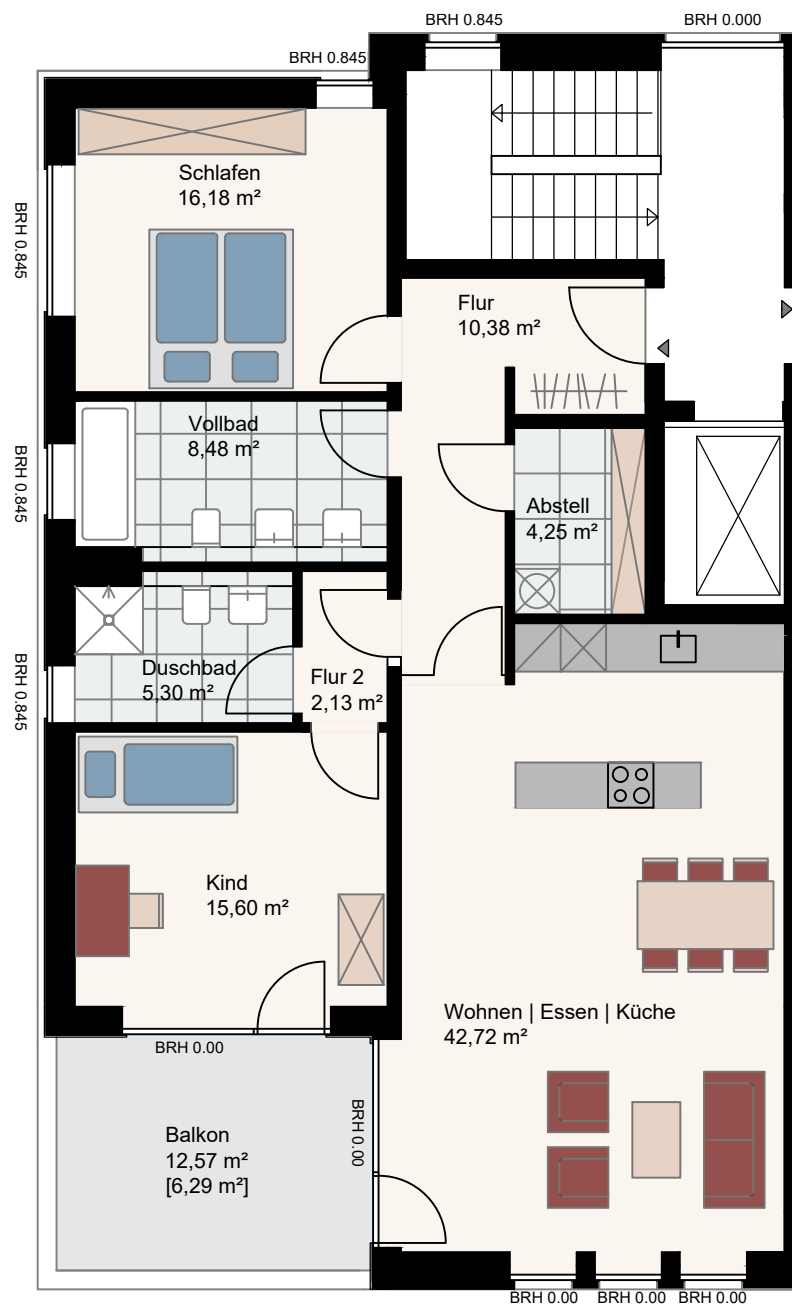 BRH 0.845
BRH 0.000
BRH 0.845
Schlafen
16,18 m²
BRH 0.845
Flur
10,38 m²
Vollbad
8,48 m²
BRH 0.845
Abstell
4,25 m²
Duschbad
5,30 m²
BRH 0.845
Flur 2
2,13 m²
Kind
15,60 m²
Wohnen | Essen | Küche
42,72 m²
BRH 0.00
BRH 0.00
Balkon
12,57 m²
[6,29 m²]
BRH 0.00
BRH 0.00
BRH 0.00